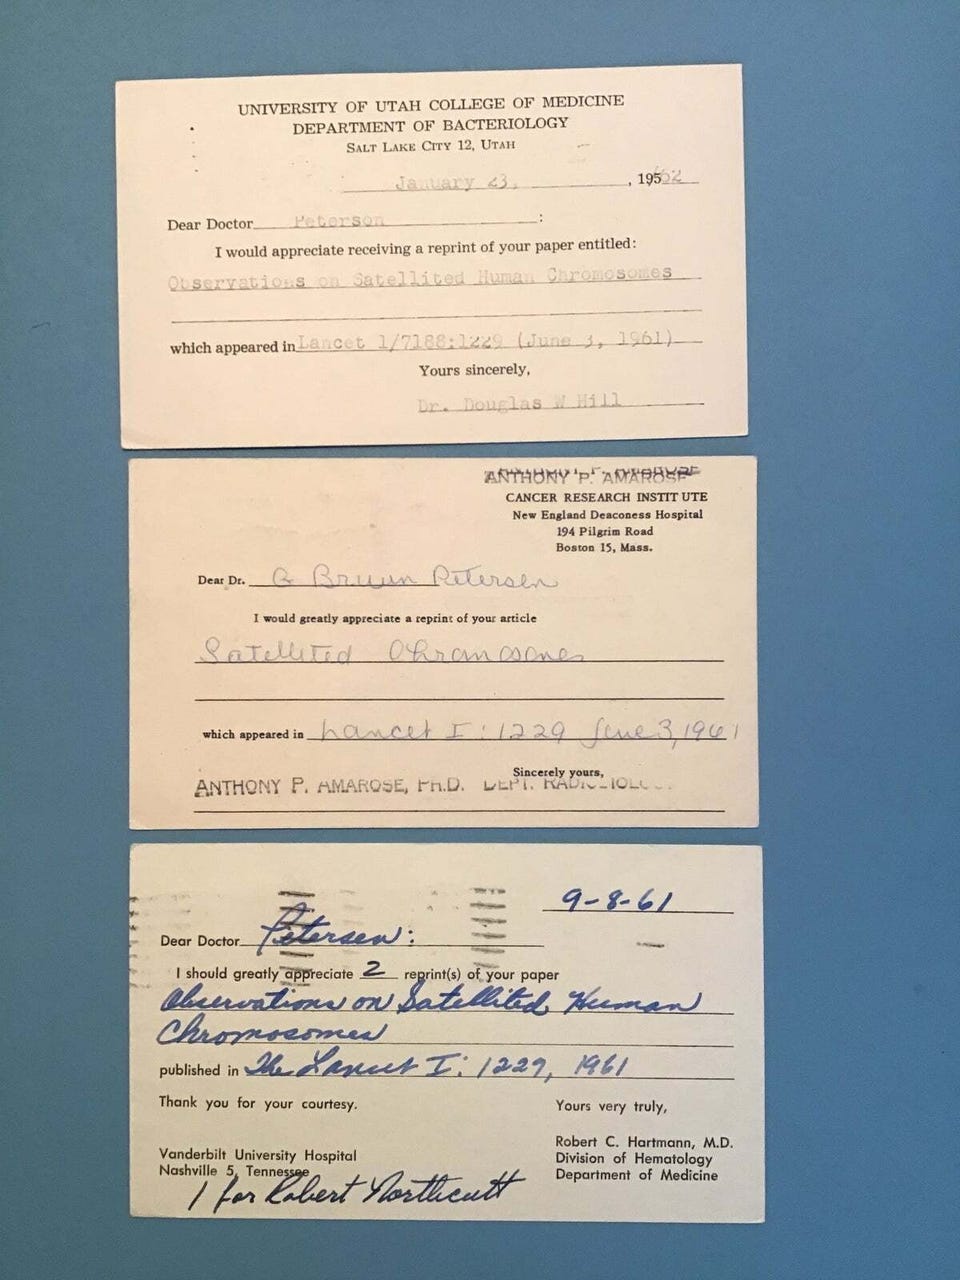 UNIVERSITY OF UTAH COLLEGE OF MEDICINE
DEPARTMENT OF BACTERIOLOGY
SALT LAKE CITY 12, UTAH
January 23, , 19562
Dear Doctor Peterson :
I would appreciate receiving a reprint of your paper entitled:
Observations on Satellited Human Chromosomes
which appeared in Lancet 1/7188:1229 (June 3, 1961)
Yours sincerely,
Dr. Douglas W Hill
ANTHONY P. AMAROSE
CANCER RESEARCH INSTITUTE
New England Deaconess Hospital
194 Pilgrim Road
Boston 15, Mass.
Dear Dr. G Bruun Petersen
I would greatly appreciate a reprint of your article
Satellited Chromosomes
which appeared in Lancet I: 1229 June 3, 1961
Sincerely yours,
ANTHONY P. AMAROSE, PH.D. DEPT.
9-8-61
Dear Doctor Petersen:
I should greatly appreciate 2 reprint(s) of your paper
Observations on Satellited Human
Chromosomes
published in The Lancet I: 1229, 1961
Thank you for your courtesy. Yours very truly,
Vanderbilt University Hospital
Nashville 5, Tennessee
Robert C. Hartmann, M.D.
Division of Hematology
Department of Medicine
1 for Robert Northcutt